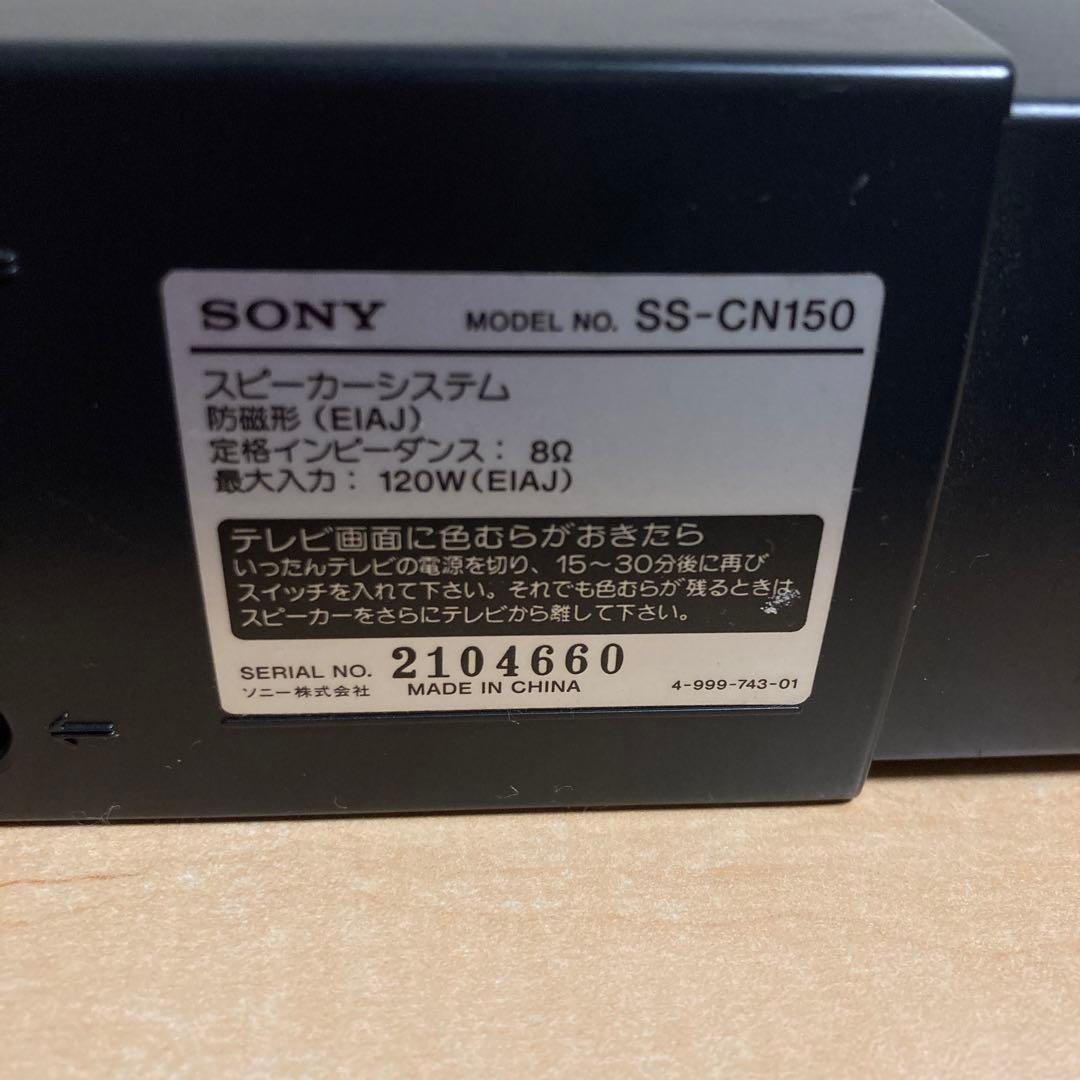 SONY MODEL NO. SS-CN150
スピーカーシステム
防磁形(EIAJ)
定格インピーダンス: 8Ω
最大入力: 120W(EIAJ)
テレビ画面に色むらがおきたら
いったんテレビの電源を切り、15〜30分後に再び
スイッチを入れて下さい。それでも色むらが残るときは
スピーカーをさらにテレビから離して下さい。
SERIAL NO. 2104660
ソニー株式会社 MADE IN CHINA 4-999-743-01